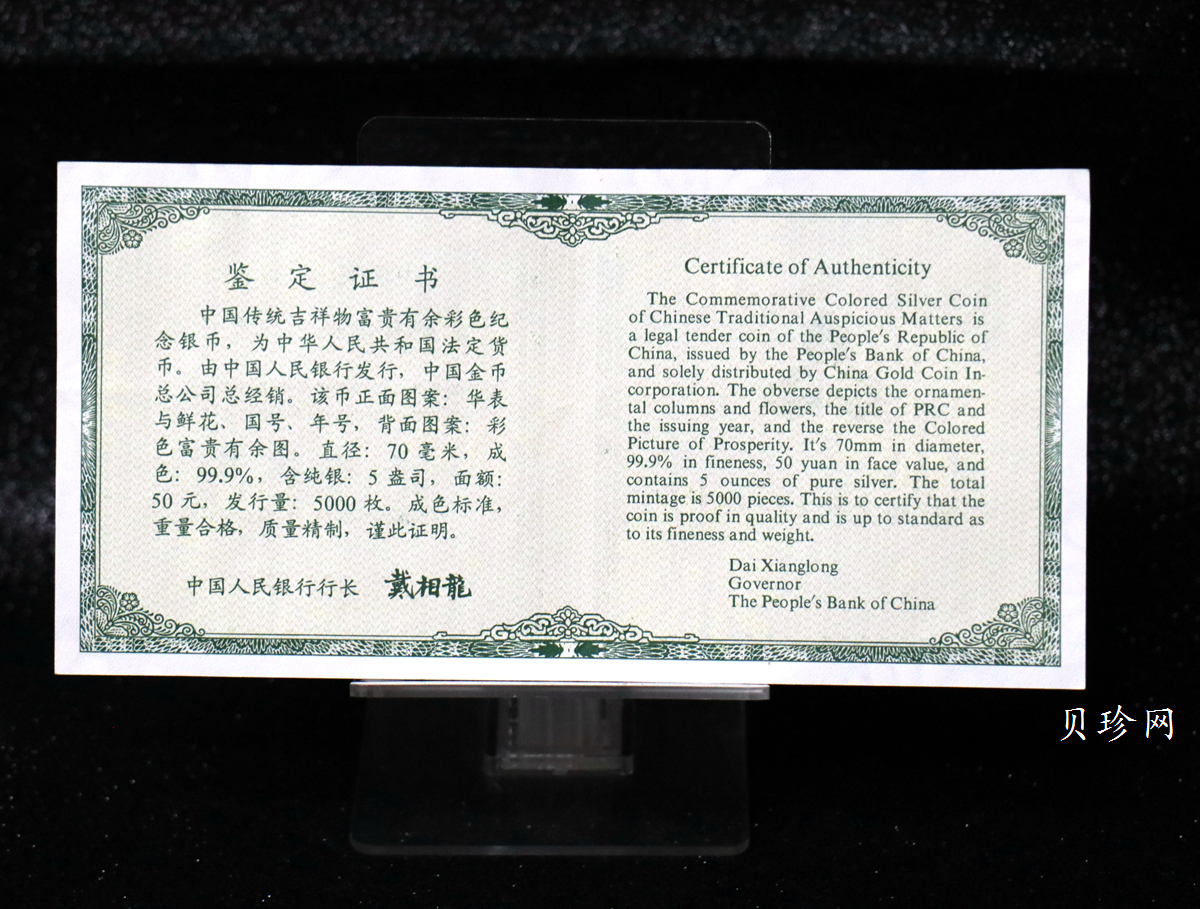 鉴定证书
中国传统吉祥物富贵有余彩色纪
念银币，为中华人民共和国法定货
币。由中国人民银行发行，中国金币
总公司总经销。该币正面图案：华表
与鲜花、国号、年号，背面图案：彩
色富贵有余图。直径：70毫米，成
色：99.9%，含纯银：5盎司，面额：
50元，发行量：5000枚。成色标准，
重量合格，质量精制，谨此证明。
中国人民银行行长 戴相龍
Certificate of Authenticity
The Commemorative Colored Silver Coin
of Chinese Traditional Auspicious Matters is
a legal tender coin of the People's Republic of
China, issued by the People's Bank of China,
and solely distributed by China Gold Coin In-
corporation. The obverse depicts the ornamen-
tal columns and flowers, the title of PRC and
the issuing year, and the reverse the Colored
Picture of Prosperity. It's 70mm in diameter,
99.9% in fineness, 50 yuan in face value, and
contains 5 ounces of pure silver. The total
mintage is 5000 pieces. This is to certify that the
coin is proof in quality and is up to standard as
to its fineness and weight.
Dai Xianglong
Governor
The People's Bank of China
贝珍网